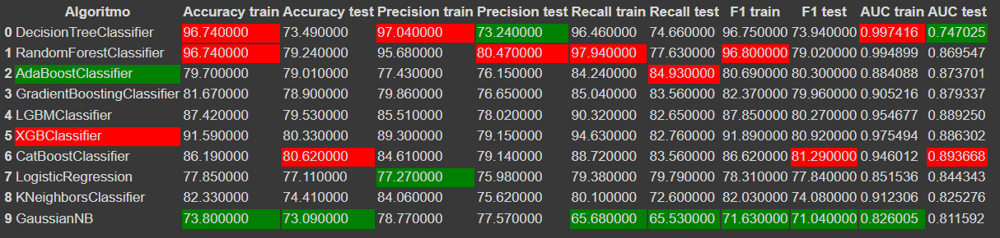 Algoritmo Accuracy train Accuracy test Precision train Precision test Recall train Recall test F1 train F1 test AUC train AUC test
0 DecisionTreeClassifier 96.740000 73.490000 97.040000 73.240000 96.460000 74.660000 96.750000 73.940000 0.997416 0.747025
1 RandomForestClassifier 96.740000 79.240000 95.680000 80.470000 97.940000 77.630000 96.800000 79.020000 0.994899 0.869547
2 AdaBoostClassifier 79.700000 79.010000 77.430000 76.150000 84.240000 84.930000 80.690000 80.300000 0.884088 0.873701
3 GradientBoostingClassifier 81.670000 78.900000 79.860000 76.650000 85.040000 83.560000 82.370000 79.960000 0.905216 0.879337
4 LGBMClassifier 87.420000 79.530000 85.510000 78.020000 90.320000 82.650000 87.850000 80.270000 0.954677 0.889250
5 XGBClassifier 91.590000 80.330000 89.300000 79.150000 94.630000 82.760000 91.890000 80.920000 0.975494 0.886302
6 CatBoostClassifier 86.190000 80.620000 84.610000 79.140000 88.720000 83.560000 86.620000 81.290000 0.946012 0.893668
7 LogisticRegression 77.850000 77.110000 77.270000 75.980000 79.380000 79.790000 78.310000 77.840000 0.851536 0.844343
8 KNeighborsClassifier 82.330000 74.410000 84.060000 75.620000 80.100000 72.600000 82.030000 74.080000 0.912306 0.825276
9 GaussianNB 73.800000 73.090000 78.770000 77.570000 65.680000 65.530000 71.630000 71.040000 0.826005 0.811592